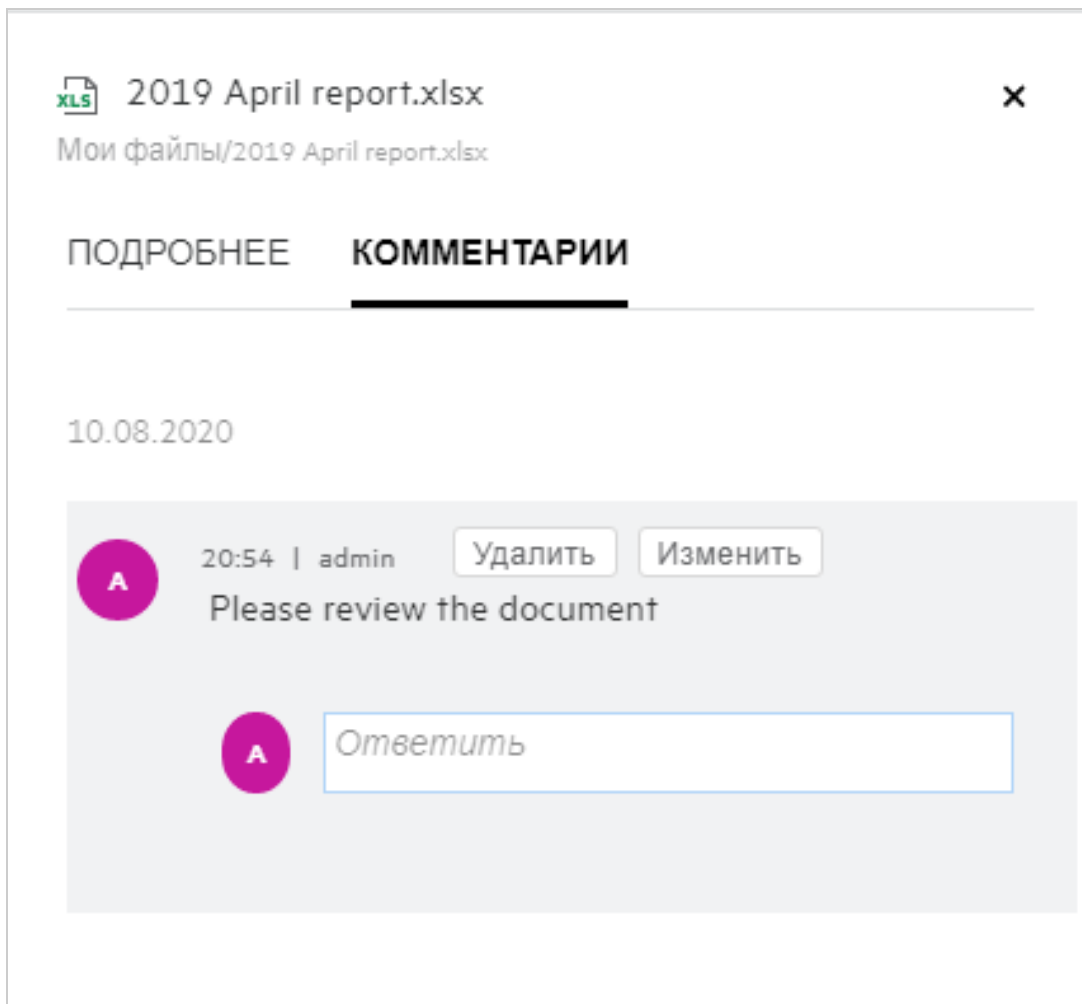 XLS 2019 April report.xlsx
Мои файлы/2019 April report.xlsx
ПОДРОБНЕЕ КОММЕНТАРИИ
10.08.2020
A 20:54 | admin Удалить Изменить
Please review the document
A Ответить